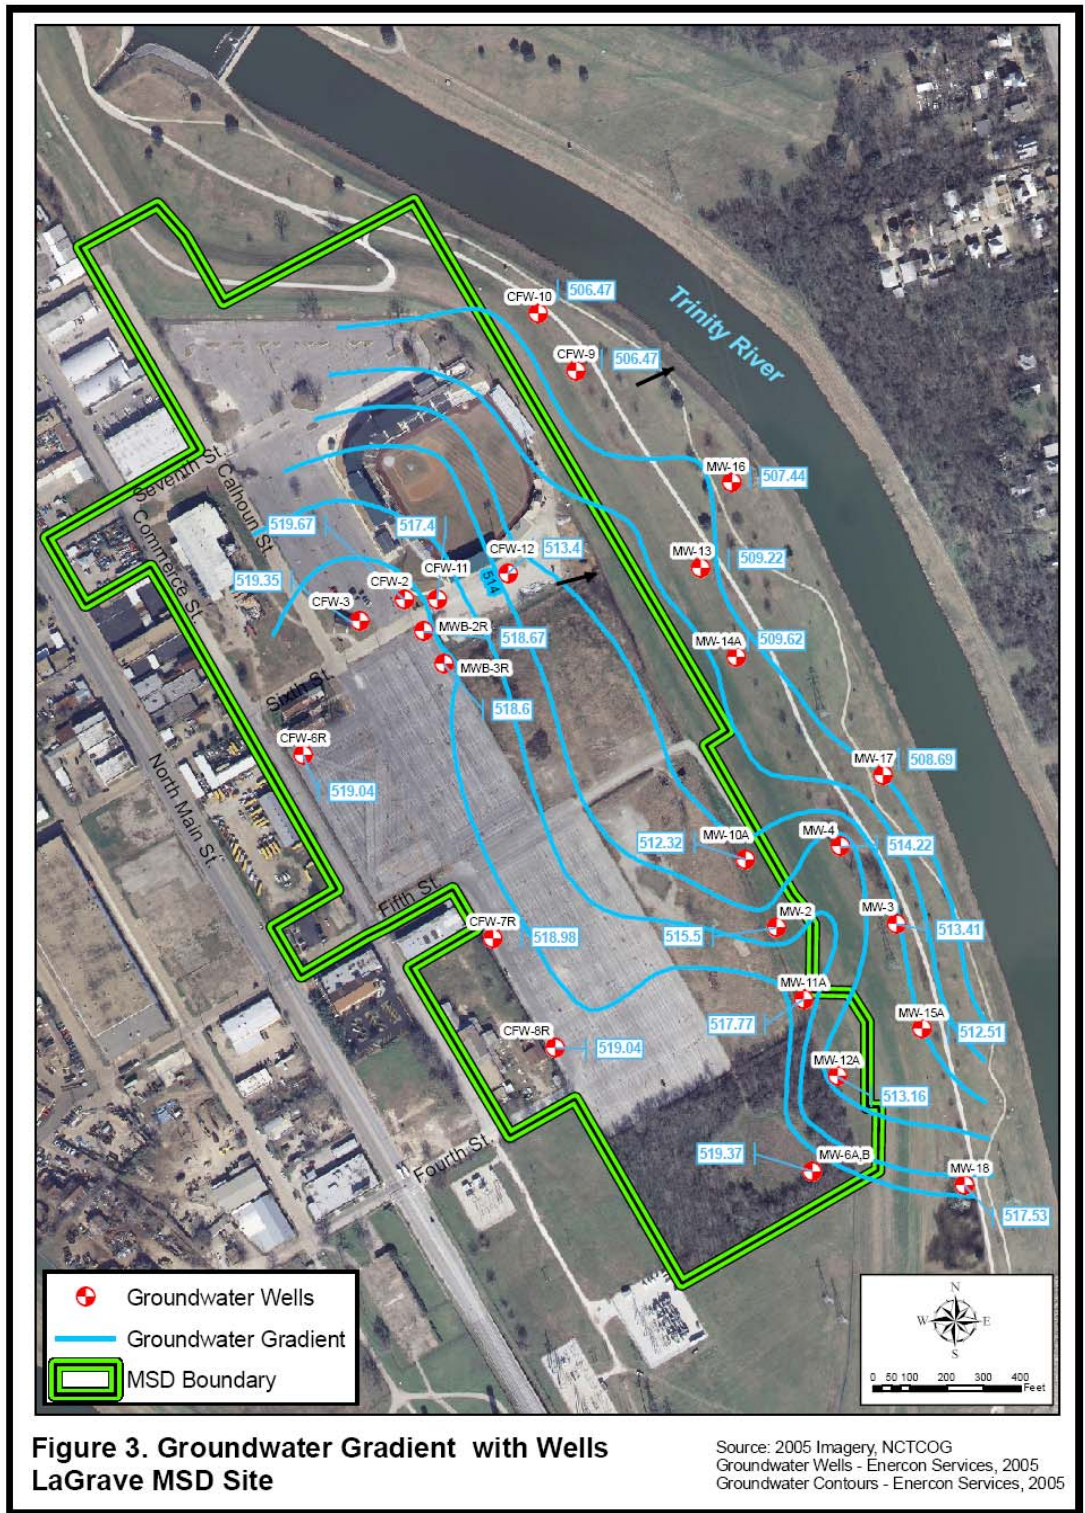 CFW-10
506.47
Trinity River
CFW-9
506.47
MW-16
507.44
Seventh St.
Calhoun St.
Commerce St.
519.67
517.4
CFW-12
513.4
MW-13
509.22
519.35
CFW-2
CFW-11
514
CFW-3
MWB-2R
518.67
MW-14A
509.62
MWB-3R
Sixth St.
518.6
CFW-6R
519.04
North Main St.
MW-17
508.69
512.32
MW-10A
MW-4
514.22
Fifth St.
CFW-7R
518.98
515.5
MW-2
MW-3
513.41
MW-11A
517.77
MW-15A
512.51
CFW-8R
519.04
MW-12A
513.16
Fourth St.
519.37
MW-6A,B
MW-18
517.53
Groundwater Wells
Groundwater Gradient
MSD Boundary
N
W E
S
0 50 100 200 300 400
Feet
Figure 3. Groundwater Gradient with Wells
LaGrave MSD Site
Source: 2005 Imagery, NCTCOG
Groundwater Wells - Enercon Services, 2005
Groundwater Contours - Enercon Services, 2005